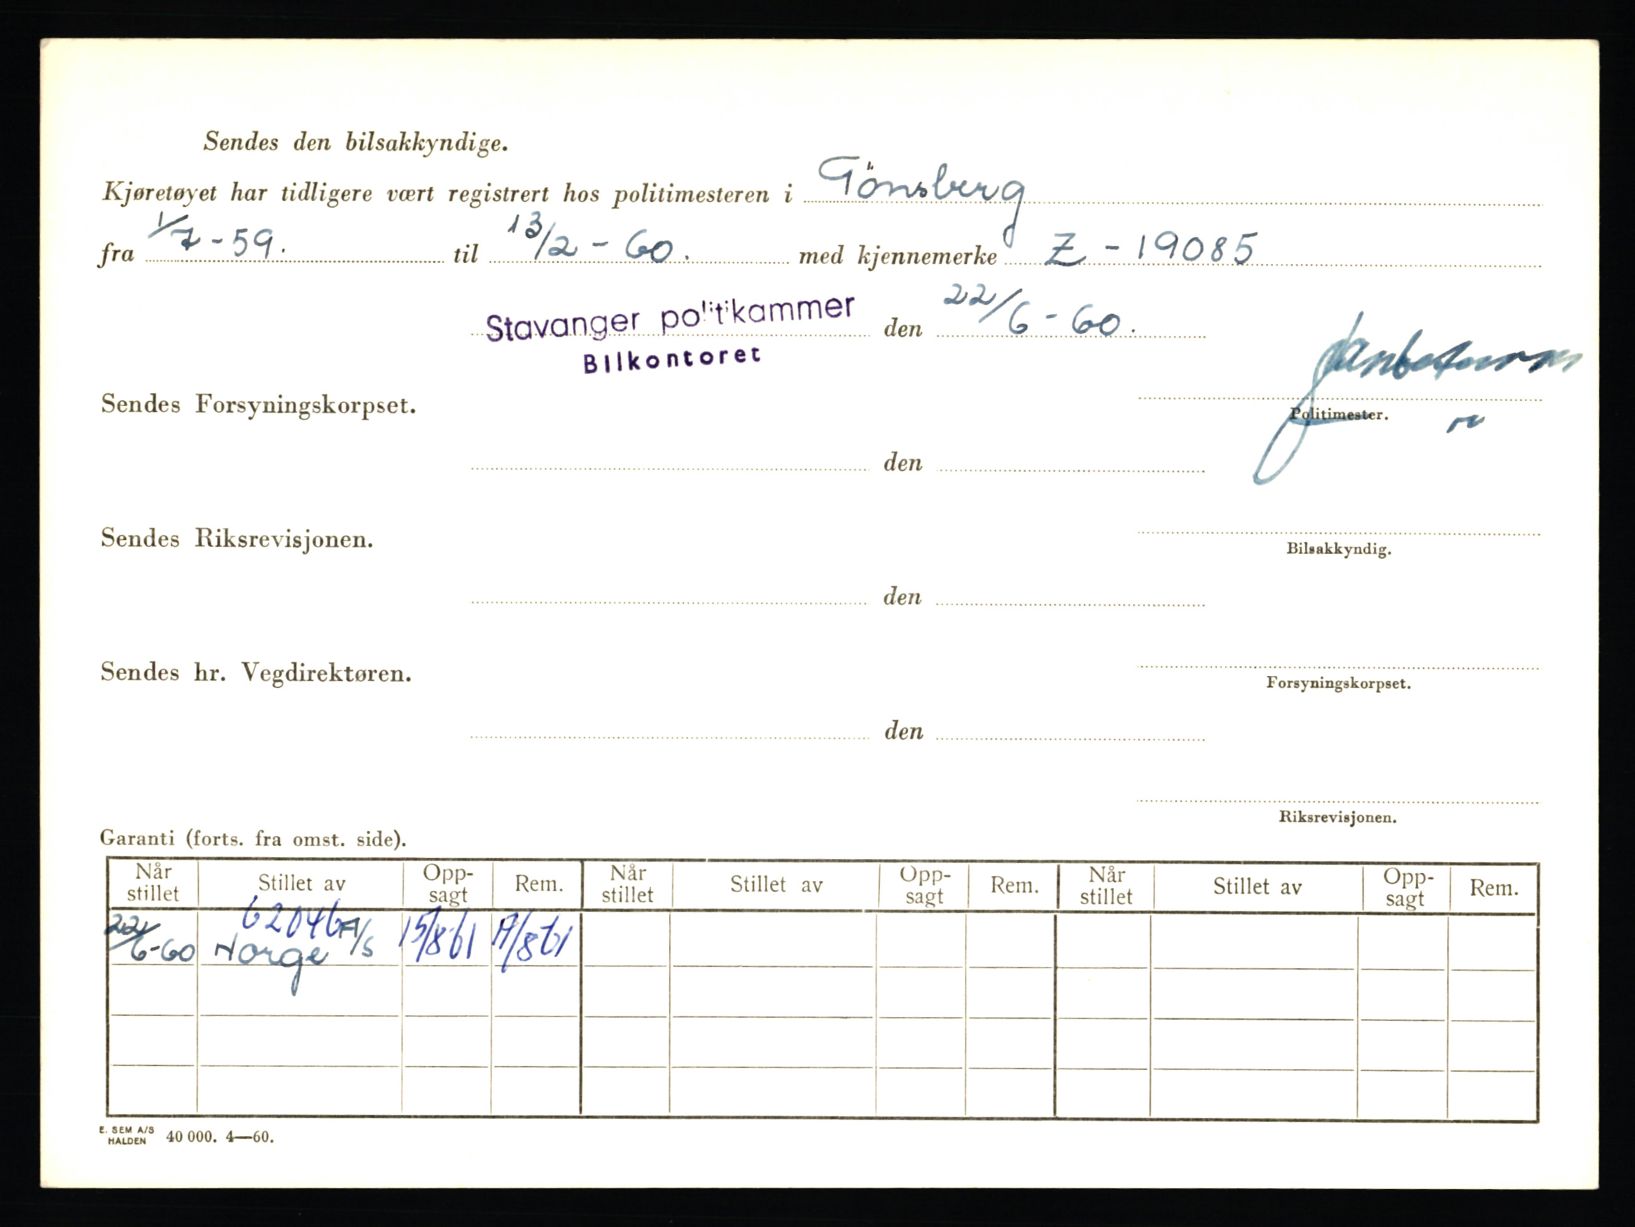 Sendes den bilsakkyndige.
Kjøretøyet har tidligere vært registrert hos politimesteren i Tönsberg
fra 1/7-59. til 13/2-60. med kjennemerke Z-19085
Stavanger politikammer den 22/6-60.
Bilkontoret
Sendes Forsyningskorpset.
Politimester.
den
Sendes Riksrevisjonen.
Bilsakkyndig.
den
Sendes hr. Vegdirektøren.
Forsyningskorpset.
den
Riksrevisjonen.
Garanti (forts. fra omst. side).
Når stillet Stillet av Opp-sagt Rem. Når stillet Stillet av Opp-sagt Rem. Når stillet Stillet av Opp-sagt Rem.
62046
22/6-60 Norge A/S 15/8 61 /8 61
E. SEM A/S
HALDEN 40 000. 4—60.